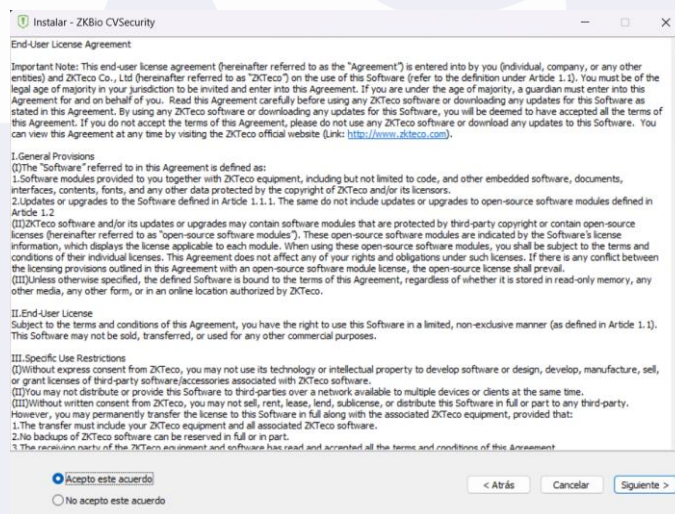 Instalar - ZKBio CVSecurity
End-User License Agreement
Important Note: This end-user license agreement (hereinafter referred to as the "Agreement") is entered into by you (individual, company, or any other
entities) and ZKTeco Co., Ltd (hereinafter referred to as "ZKTeco") on the use of this Software (refer to the definition under Article 1.1). You must be of the
legal age of majority in your jurisdiction to be invited and enter into this Agreement. If you are under the age of majority, a guardian must enter into this
Agreement for and on behalf of you. Read this Agreement carefully before using any ZKTeco software or downloading any updates for this Software as
stated in this Agreement. By using any ZKTeco software or downloading any updates for this Software, you will be deemed to have accepted all the terms of
this Agreement. If you do not accept the terms of this Agreement, please do not use any ZKTeco software or download any updates to this Software. You
can view this Agreement at any time by visiting the ZKTeco official website (Link: http://www.zkteco.com).
I.General Provisions
(I)The "Software" referred to in this Agreement is defined as:
1.Software modules provided to you together with ZKTeco equipment, including but not limited to code, and other embedded software, documents,
interfaces, contents, fonts, and any other data protected by the copyright of ZKTeco and/or its licensors.
2.Updates or upgrades to the Software defined in Article 1.1.1. The same do not include updates or upgrades to open-source software modules defined in
Article 1.2
(II)ZKTeco software and/or its updates or upgrades may contain software modules that are protected by third-party copyright or contain open-source
licenses (hereinafter referred to as "open-source software modules"). These open-source software modules are indicated by the Software's license
information, which displays the license applicable to each module. When using these open-source software modules, you shall be subject to the terms and
conditions of their individual licenses. This Agreement does not affect any of your rights and obligations under such licenses. If there is any conflict between
the licensing provisions outlined in this Agreement with an open-source software module license, the open-source license shall prevail.
(III)Unless otherwise specified, the defined Software is bound to the terms of this Agreement, regardless of whether it is stored in read-only memory, any
other media, any other form, or in an online location authorized by ZKTeco.
II.End-User License
Subject to the terms and conditions of this Agreement, you have the right to use this Software in a limited, non-exclusive manner (as defined in Article 1.1).
This Software may not be sold, transferred, or used for any other commercial purposes.
III.Specific Use Restrictions
(I)Without express consent from ZKTeco, you may not use its technology or intellectual property to develop software or design, develop, manufacture, sell,
or grant licenses of third-party software/accessories associated with ZKTeco software.
(II)You may not distribute or provide this Software to third-parties over a network available to multiple devices or clients at the same time.
(III)Without written consent from ZKTeco, you may not sell, rent, lease, lend, sublicense, or distribute this Software in full or part to any third-party.
However, you may permanently transfer the license to this Software in full along with the associated ZKTeco equipment, provided that:
1.The transfer must include your ZKTeco equipment and all associated ZKTeco software.
2.No backups of ZKTeco software can be reserved in full or in part.
3.The receiving party of the ZKTeco equipment and software has read and accepted all the terms and conditions of this Agreement.
Acepto este acuerdo
No acepto este acuerdo
< Atrás
Cancelar
Siguiente >